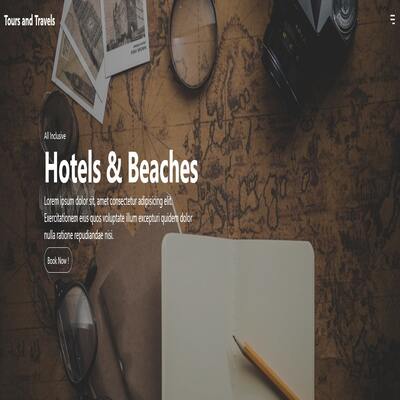 Tours and Travels
All Inclusive
Hotels & Beaches
Lorem ipsum dolor sit, amet consectetur adipisicing elit.
Exercitationem eius quos voluptate illum excepturi quidem dolor
nulla ratione repudiandae nisi.
Book Now !